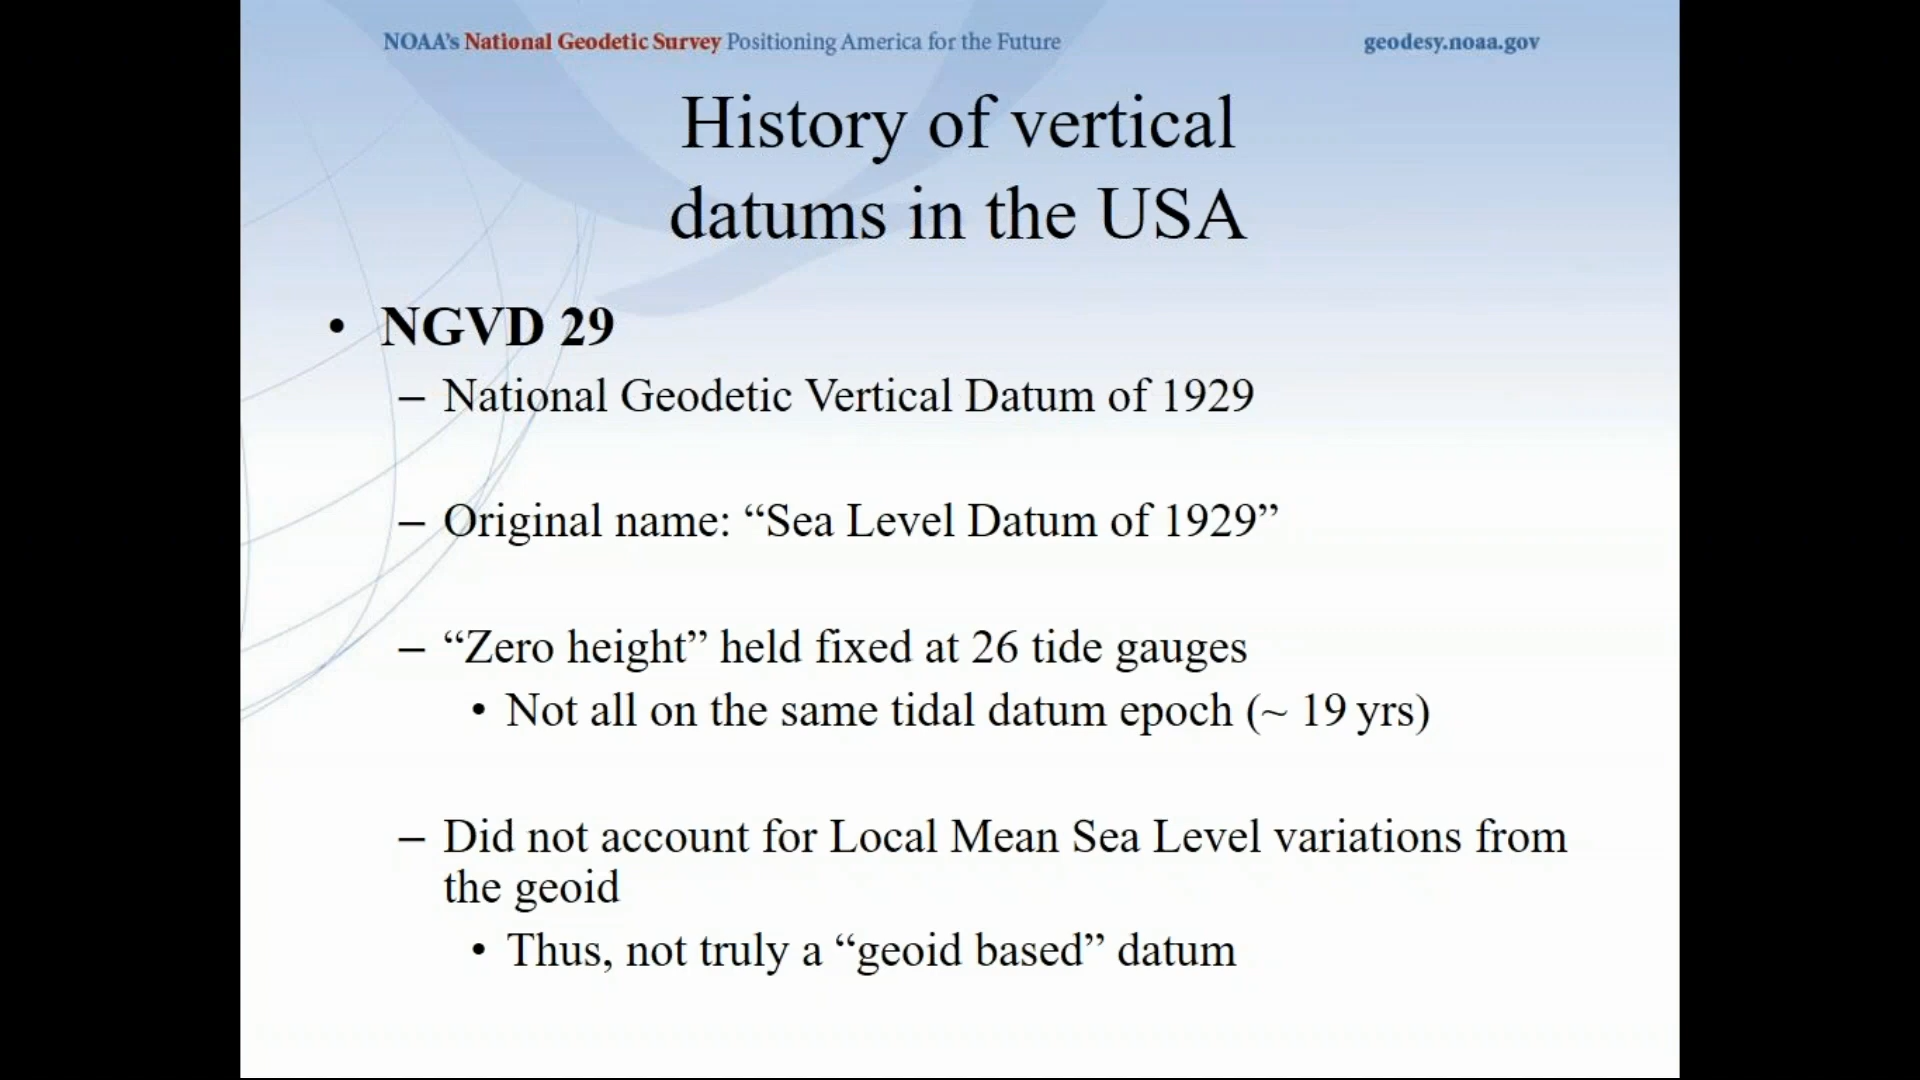 NOAA's National Geodetic Survey Positioning America for the Future
geodesy.noaa.gov
History of vertical
datums in the USA
• NGVD 29
– National Geodetic Vertical Datum of 1929
– Original name: “Sea Level Datum of 1929”
– “Zero height” held fixed at 26 tide gauges
• Not all on the same tidal datum epoch (~ 19 yrs)
– Did not account for Local Mean Sea Level variations from
the geoid
• Thus, not truly a “geoid based” datum